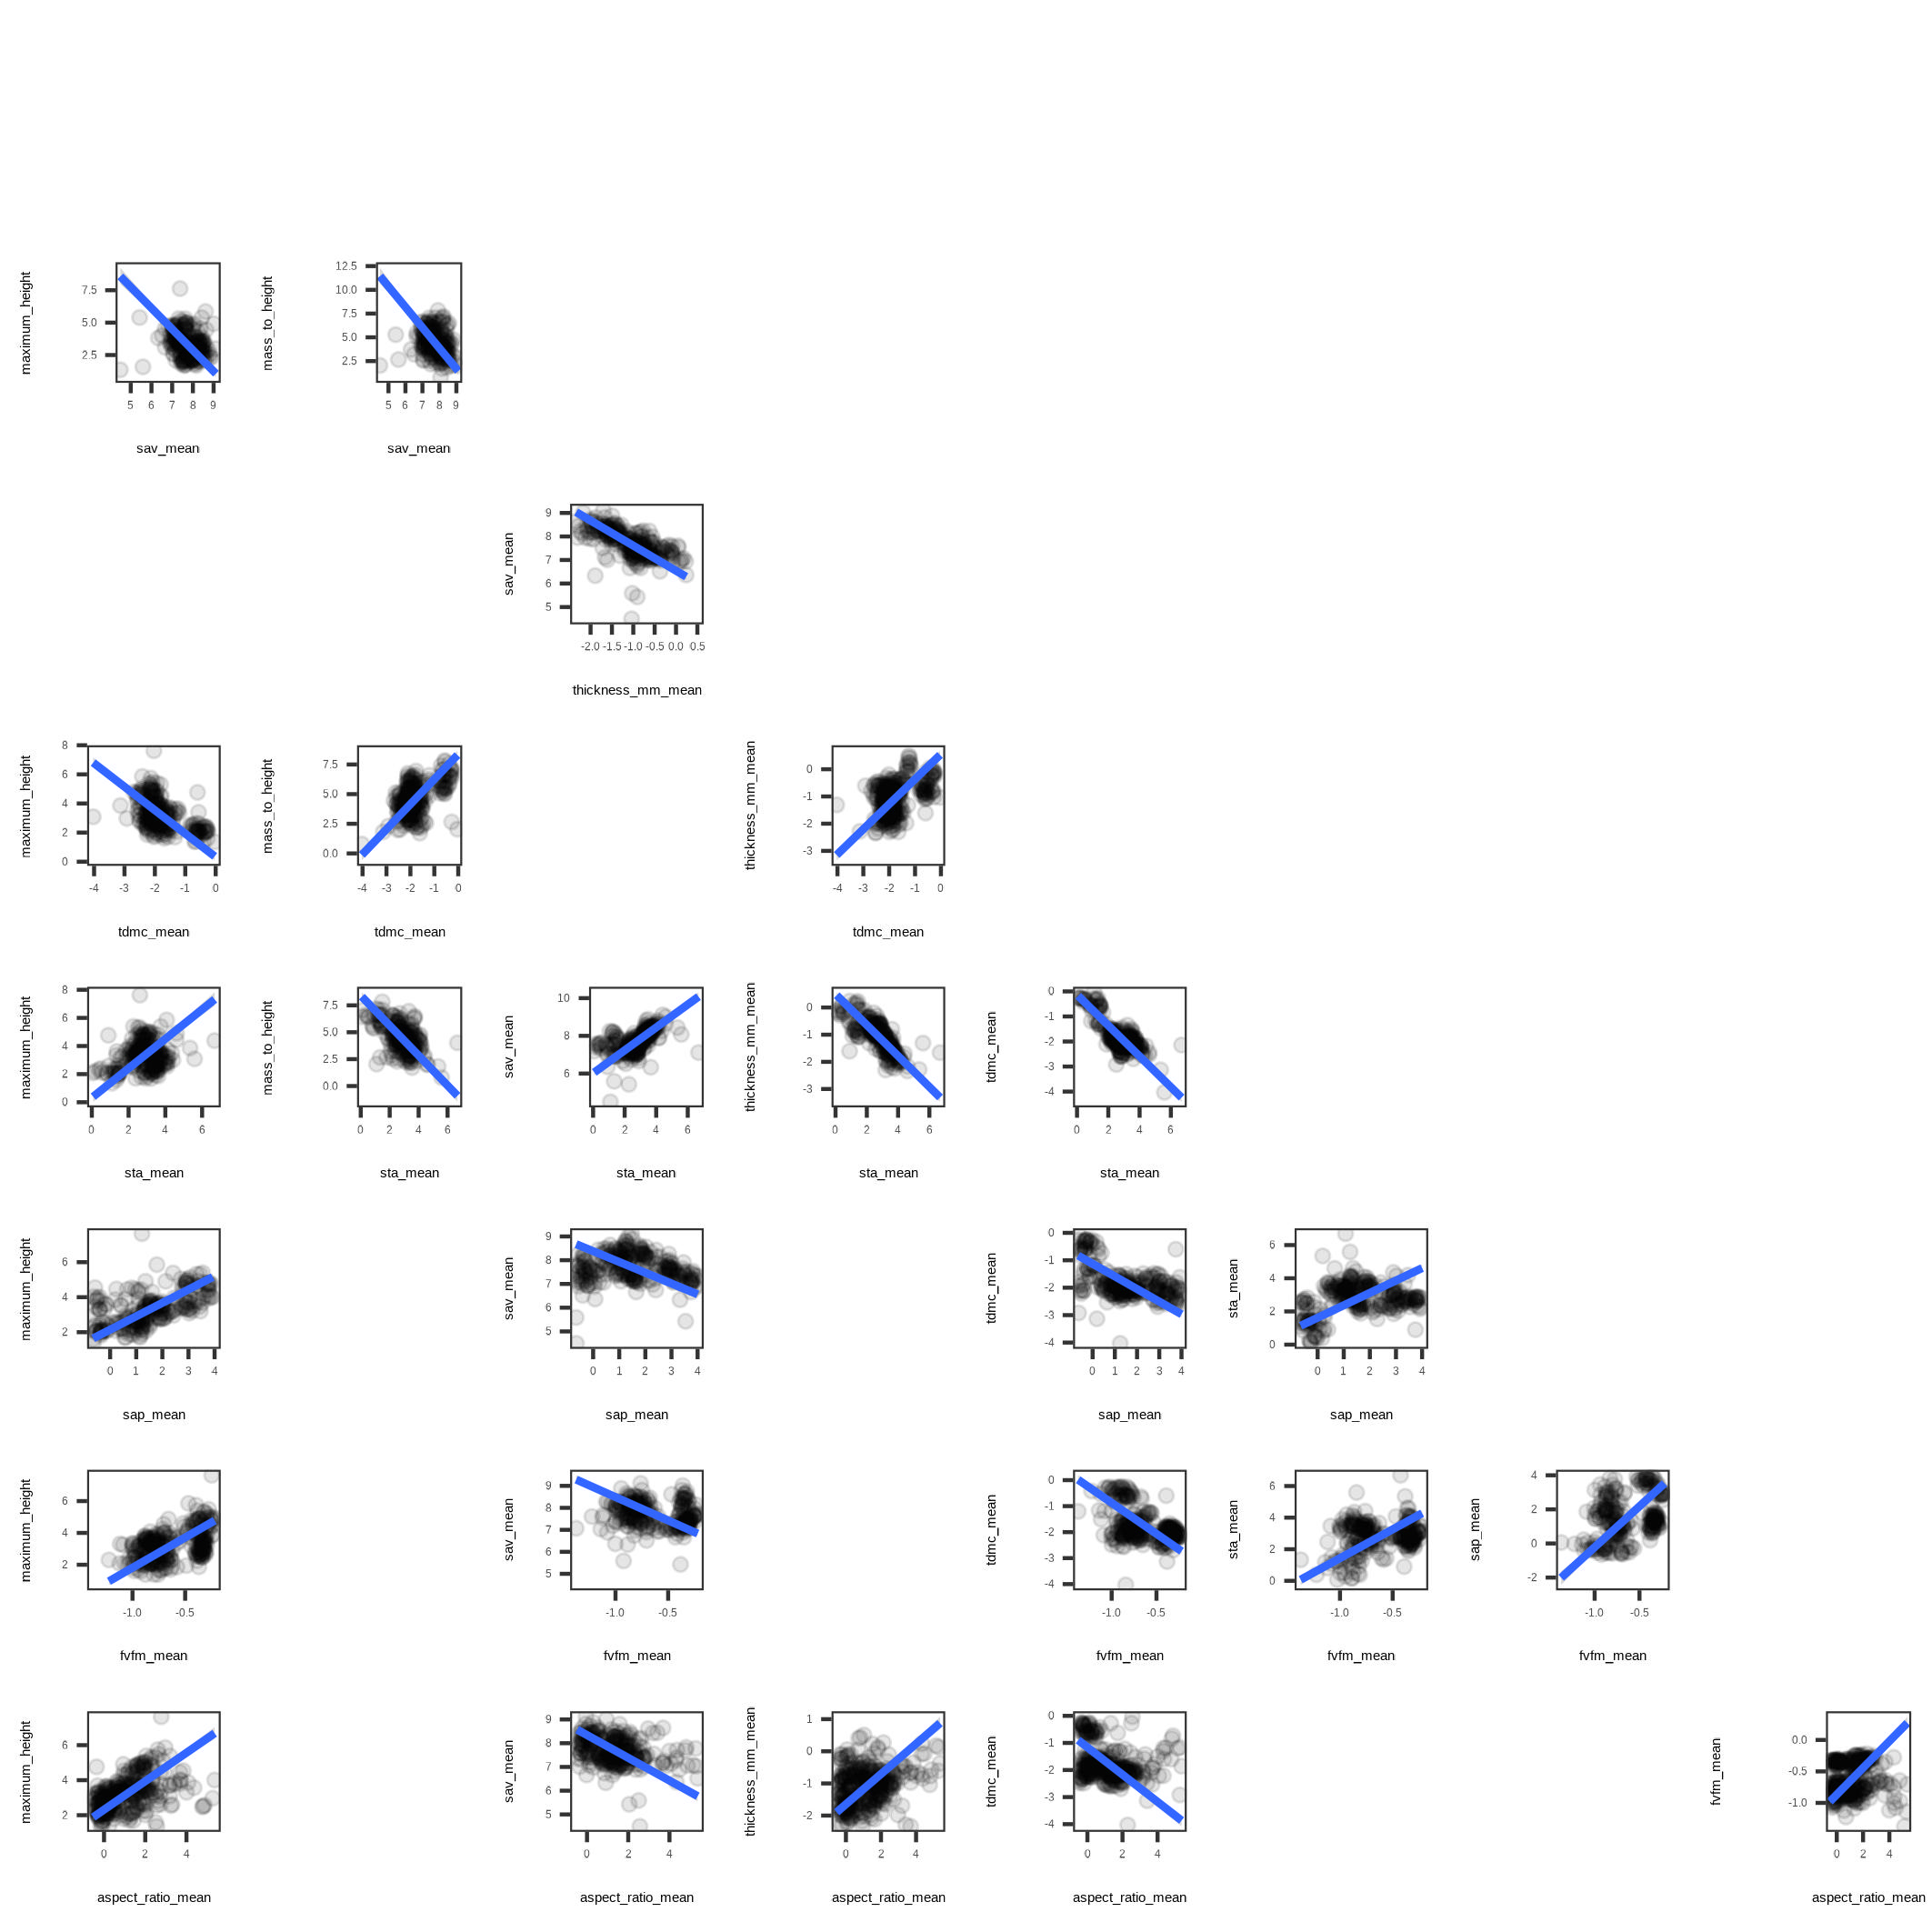 maximum_height
7.5
5.0
2.5
5 6 7 8 9
sav_mean
mass_to_height
12.5
10.0
7.5
5.0
2.5
5 6 7 8 9
sav_mean
sav_mean
9
8
7
6
5
-2.0 -1.5 -1.0 -0.5 0.0 0.5
thickness_mm_mean
maximum_height
8
6
4
2
0
-4 -3 -2 -1 0
tdmc_mean
mass_to_height
7.5
5.0
2.5
0.0
-4 -3 -2 -1 0
tdmc_mean
thickness_mm_mean
0
-1
-2
-3
-4 -3 -2 -1 0
tdmc_mean
maximum_height
8
6
4
2
0
0 2 4 6
sta_mean
mass_to_height
7.5
5.0
2.5
0.0
0 2 4 6
sta_mean
sav_mean
10
8
6
0 2 4 6
sta_mean
thickness_mm_mean
0
-1
-2
-3
0 2 4 6
sta_mean
tdmc_mean
0
-1
-2
-3
-4
0 2 4 6
sta_mean
maximum_height
6
4
2
0 1 2 3 4
sap_mean
sav_mean
9
8
7
6
5
0 1 2 3 4
sap_mean
tdmc_mean
0
-1
-2
-3
-4
0 1 2 3 4
sap_mean
sta_mean
6
4
2
0
0 1 2 3 4
sap_mean
maximum_height
6
4
2
-1.0 -0.5
fvfm_mean
sav_mean
9
8
7
6
5
-1.0 -0.5
fvfm_mean
tdmc_mean
0
-1
-2
-3
-4
-1.0 -0.5
fvfm_mean
sta_mean
6
4
2
0
-1.0 -0.5
fvfm_mean
sap_mean
4
2
0
-2
-1.0 -0.5
fvfm_mean
maximum_height
6
4
2
0 2 4
aspect_ratio_mean
sav_mean
9
8
7
6
5
0 2 4
aspect_ratio_mean
thickness_mm_mean
1
0
-1
-2
0 2 4
aspect_ratio_mean
tdmc_mean
0
-1
-2
-3
-4
0 2 4
aspect_ratio_mean
fvfm_mean
0.0
-0.5
-1.0
0 2 4
aspect_ratio_mean